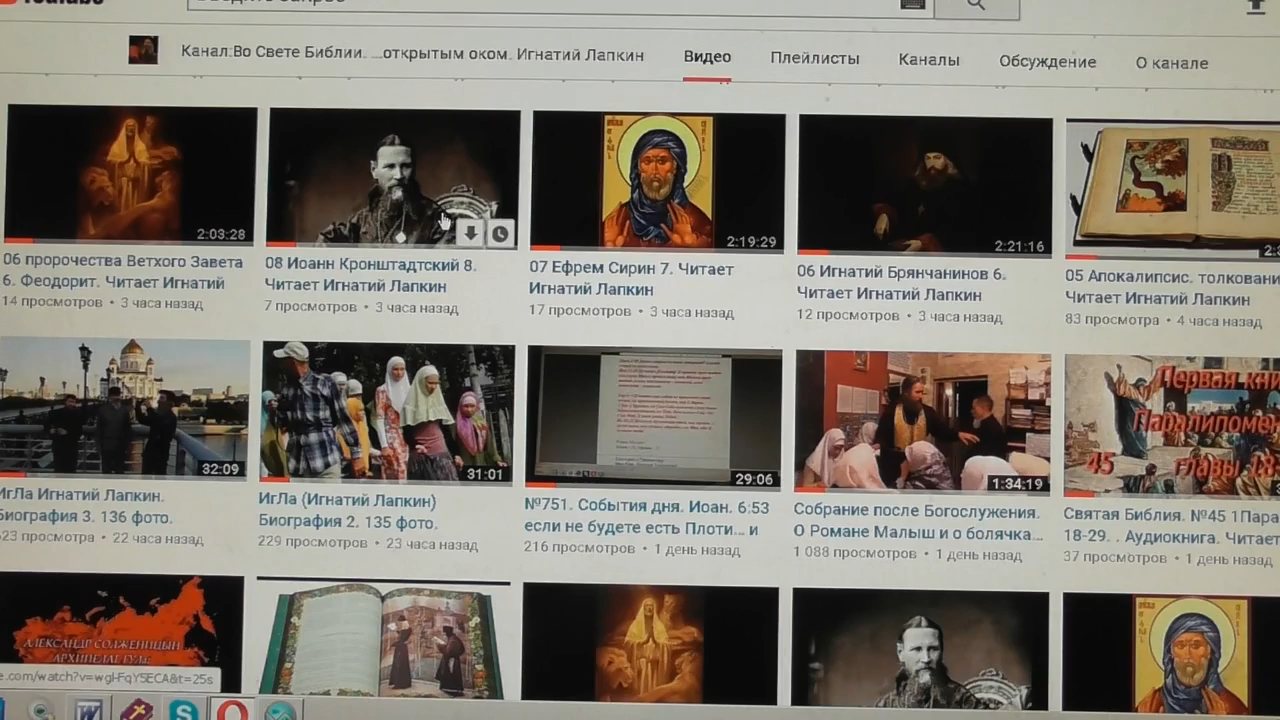 Канал:Во Свете Библии. ...открытым оком. Игнатий Лапкин
Видео
Плейлисты
Каналы
Обсуждение
О канале
2:03:28
2:19:29
2:21:16
06 пророчества Ветхого Завета
6. Феодорит. Читает Игнатий
14 просмотров • 3 часа назад
08 Иоанн Кронштадтский 8.
Читает Игнатий Лапкин
7 просмотров • 3 часа назад
07 Ефрем Сирин 7. Читает
Игнатий Лапкин
17 просмотров • 3 часа назад
06 Игнатий Брянчанинов 6.
Читает Игнатий Лапкин
12 просмотров • 3 часа назад
05 Апокалипсис. толковани
Читает Игнатий Лапкин
83 просмотра • 4 часа назад
32:09
31:01
29:06
1:34:19
Первая кни
Паралипомен
45 главы 18
ИгЛа Игнатий Лапкин.
Биография 3. 136 фото.
623 просмотра • 22 часа назад
ИгЛа (Игнатий Лапкин)
Биография 2. 135 фото.
229 просмотров • 23 часа назад
№751. События дня. Иоан. 6:53
если не будете есть Плоти... и
216 просмотров • 1 день назад
Собрание после Богослужения.
О Романе Малыш и о болячка...
1 088 просмотров • 1 день назад
Святая Библия. №45 1Пара
18-29. . Аудиокнига. Читает
37 просмотров • 1 день назад
АЛЕКСАНДР СОЛЖЕНИЦЫН
АРХИПЕЛАГ ГУЛАГ
e.com/watch?v=wgl-FqY5ECA&t=25s